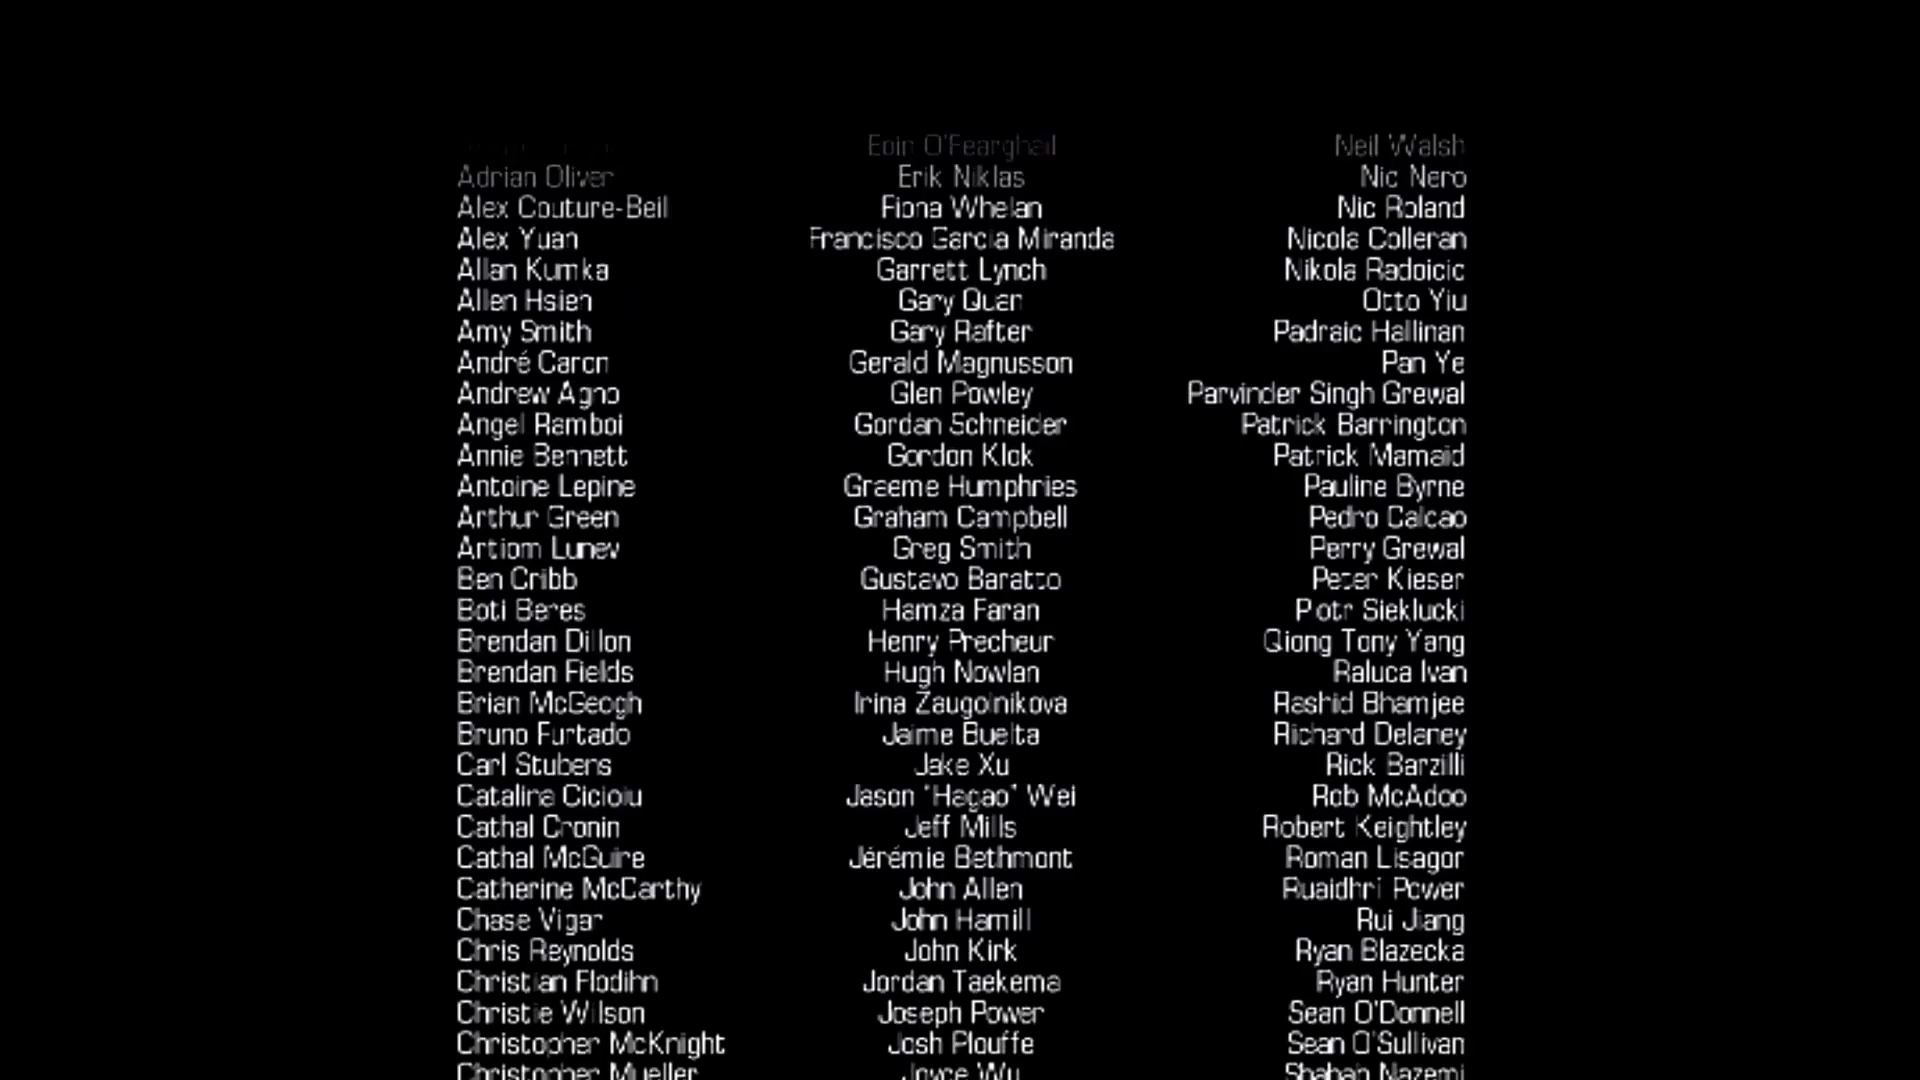 Eoin O'Fearghail Neil Walsh
Adrian Oliver Erik Niklas Nic Nero
Alex Couture-Beil Fiona Whelan Nic Roland
Alex Yuan Francisco Garcia Miranda Nicola Colleran
Allan Kumka Garrett Lynch Nikola Radoicic
Allen Hsieh Gary Quan Otto Yiu
Amy Smith Gary Rafter Padraic Hallinan
André Caron Gerald Magnusson Pan Ye
Andrew Agno Glen Powley Parvinder Singh Grewal
Angel Ramboi Gordan Schneider Patrick Barrington
Annie Bennett Gordon Klok Patrick Mamaid
Antoine Lepine Graeme Humphries Pauline Byrne
Arthur Green Graham Campbell Pedro Calcao
Artiom Lunev Greg Smith Perry Grewal
Ben Cribb Gustavo Baratto Peter Kieser
Boti Beres Hamza Faran Piotr Sieklucki
Brendan Dillon Henry Precheur Qiong Tony Yang
Brendan Fields Hugh Nowlan Raluca Ivan
Brian McGeogh Irina Zaugolnikova Rashid Bhamjee
Bruno Furtado Jaime Buelta Richard Delaney
Carl Stubens Jake Xu Rick Barzilli
Catalina Cicioiu Jason "Hagao" Wei Rob McAdoo
Cathal Cronin Jeff Mills Robert Keightley
Cathal McGuire Jérémie Bethmont Roman Lisagor
Catherine McCarthy John Allen Ruaidhri Power
Chase Vigar John Hamill Rui Jiang
Chris Reynolds John Kirk Ryan Blazecka
Christian Flodihn Jordan Taekema Ryan Hunter
Christie Wilson Joseph Power Sean O'Donnell
Christopher McKnight Josh Plouffe Sean O'Sullivan
Christopher Mueller Joyce Wu Shabah Nazemi